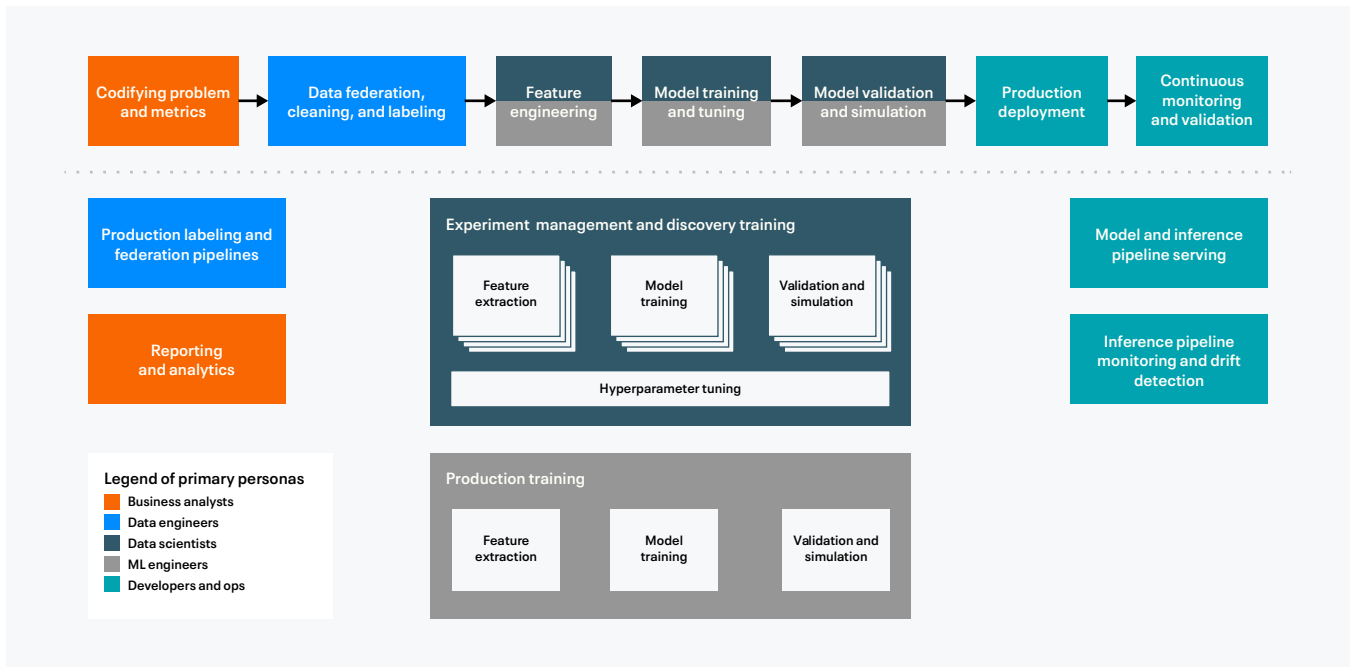 Codifying problem
and metrics
Data federation,
cleaning, and labeling
Feature
engineering
Model training
and tuning
Model validation
and simulation
Production
deployment
Continuous
monitoring
and validation
Production labeling and
federation pipelines
Reporting
and analytics
Experiment management and discovery training
Feature
extraction
Model
training
Validation and
simulation
Hyperparameter tuning
Model and inference
pipeline serving
Inference pipeline
monitoring and drift
detection
Legend of primary personas
Business analysts
Data engineers
Data scientists
ML engineers
Developers and ops
Production training
Feature
extraction
Model
training
Validation and
simulation